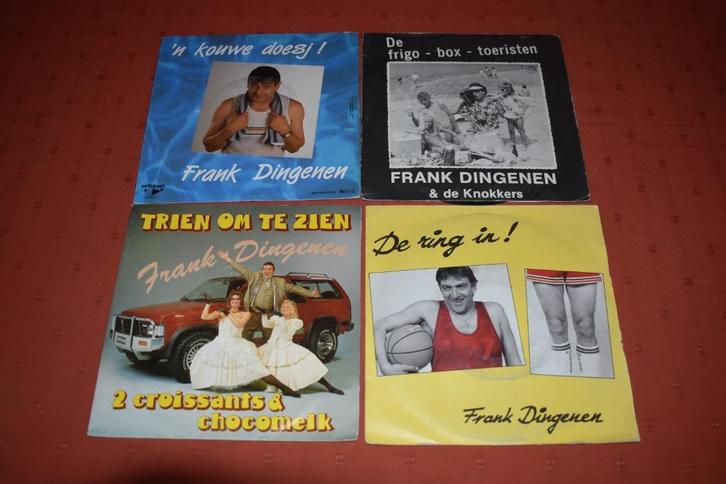 'n kouwe doesj!
Frank Dingenen
De
frigo - box - toeristen
FRANK DINGENEN
& de Knokkers
TRIEN OM TE ZIEN
Frank Dingenen
2 croissants &
chocomelk
De ring in!
Frank Dingenen